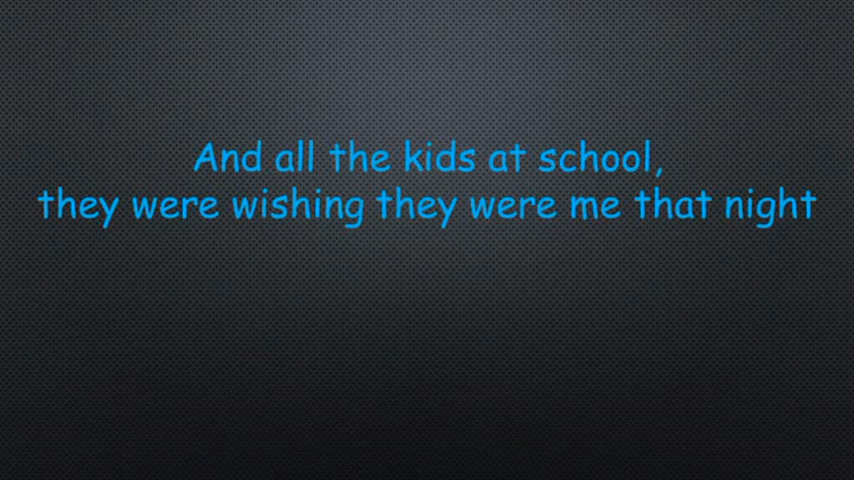 And all the kids at school,
they were wishing they were me that night